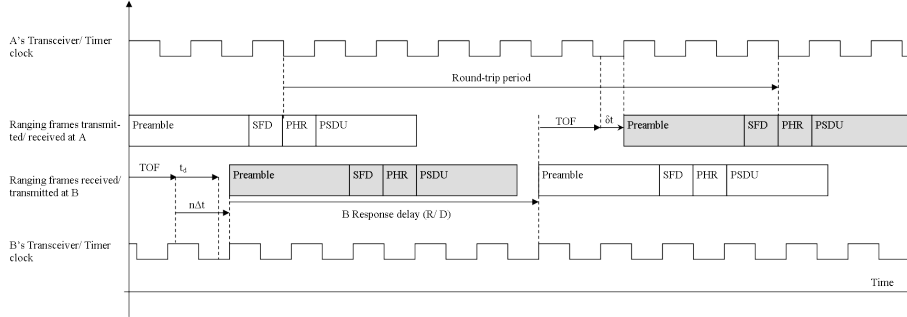 A's Transceiver/ Timer
clock
Round-trip period
Ranging frames transmit-
ted/ received at A
Preamble SFD PHR PSDU
TOF δt
Preamble SFD PHR PSDU
Ranging frames received/
transmitted at B
TOF td
Preamble SFD PHR PSDU
Preamble SFD PHR PSDU
nΔt
B Response delay (R/ D)
B's Transceiver/ Timer
clock
Time